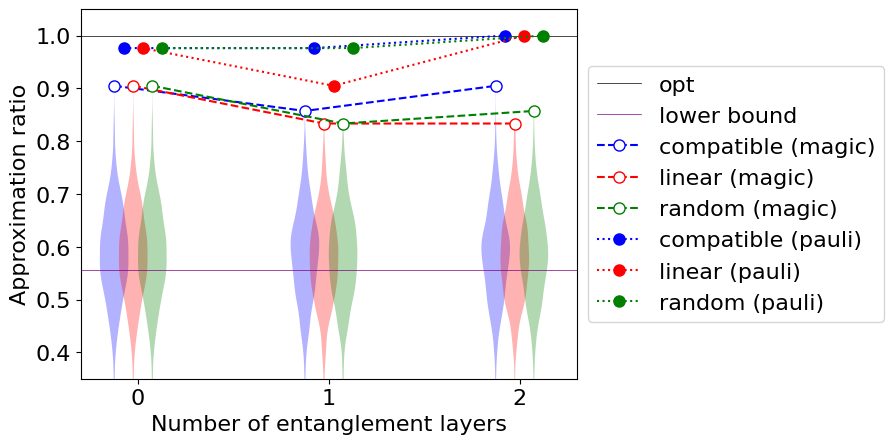 1.0
0.9
0.8
0.7
0.6
0.5
0.4
Approximation ratio
0 1 2
Number of entanglement layers
opt
lower bound
compatible (magic)
linear (magic)
random (magic)
compatible (pauli)
linear (pauli)
random (pauli)